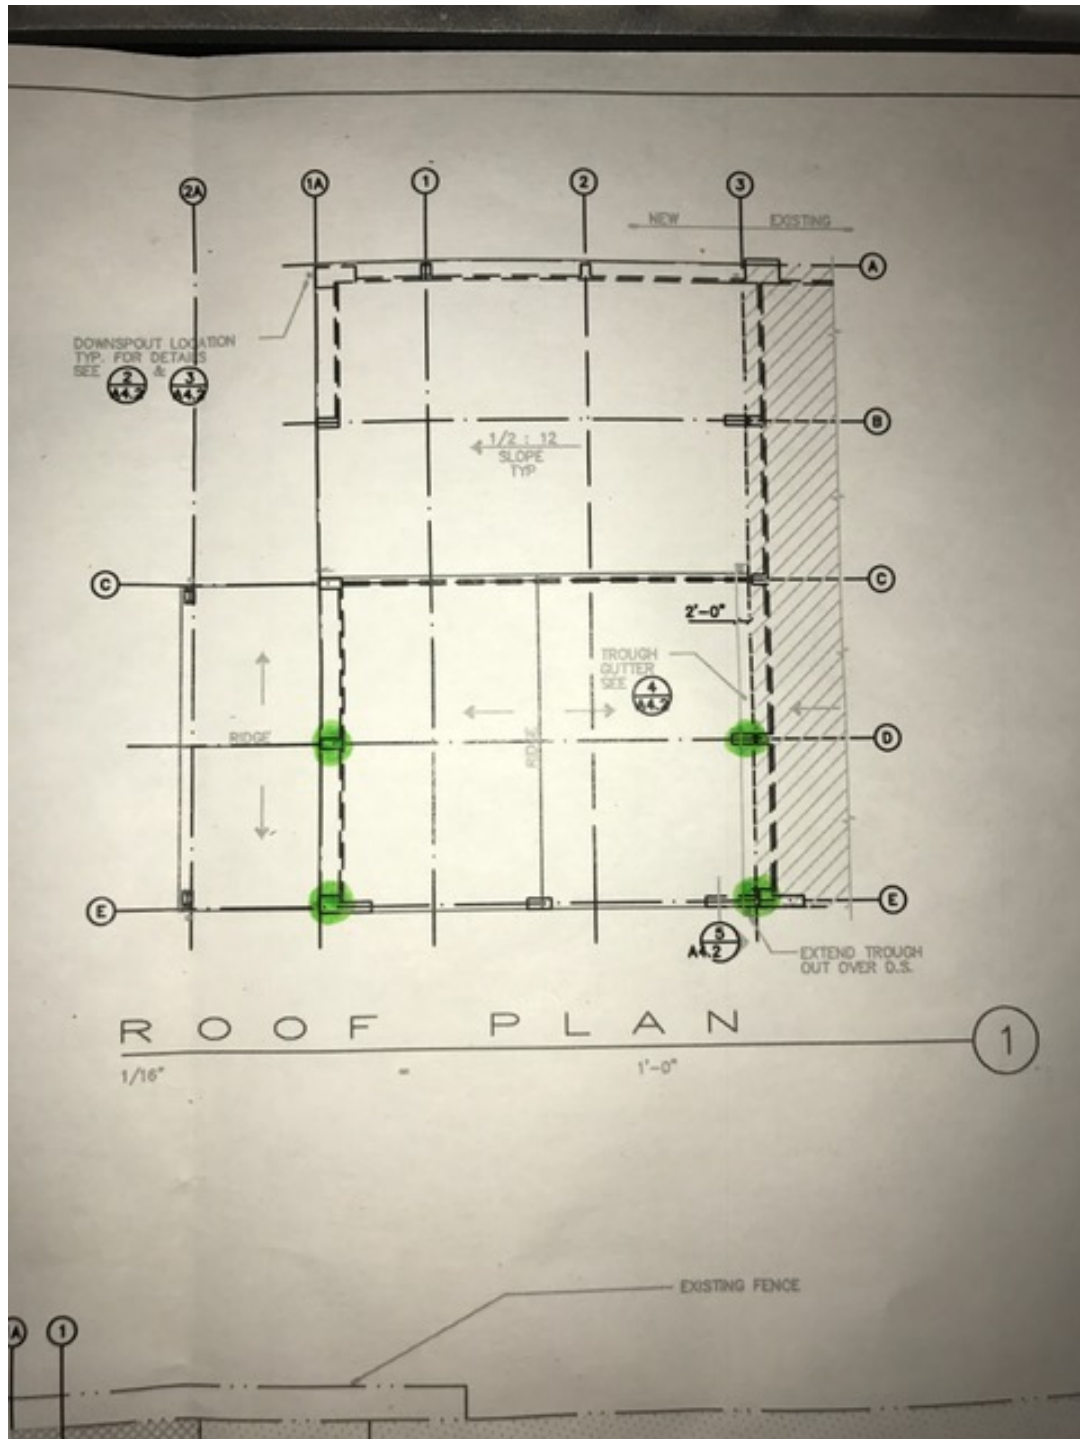 2A 1A 1 2 3
NEW EXISTING
A
DOWNSPOUT LOCATION
TYP. FOR DETAILS
SEE 2 A4.2 & 3 A4.2
B
1/2 : 12
SLOPE
TYP
C C
2'-0"
TROUGH
GUTTER
SEE 4 A4.2
RIDGE RIDGE
D
E E
5
A4.2
EXTEND TROUGH
OUT OVER D.S.
ROOF PLAN 1
1/16" = 1'-0"
EXISTING FENCE
A 1